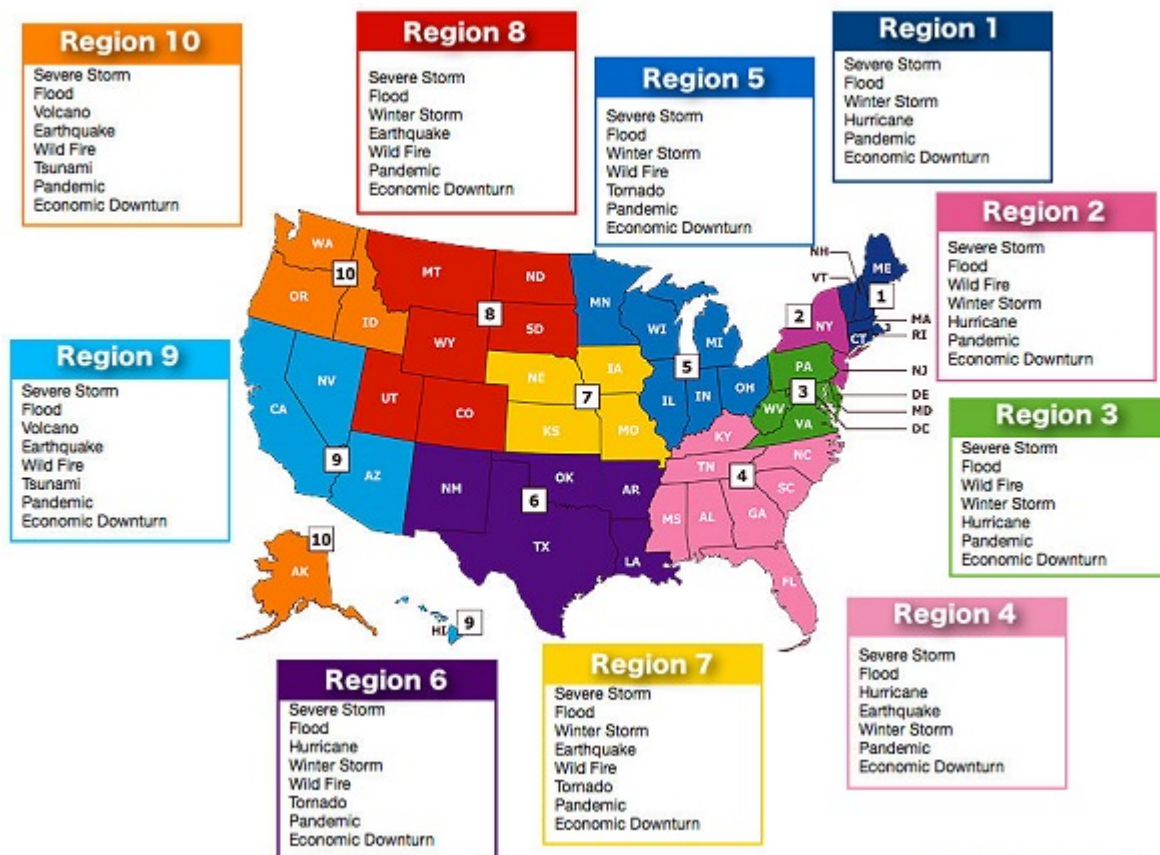 Region 10
Severe Storm
Flood
Volcano
Earthquake
Wild Fire
Tsunami
Pandemic
Economic Downturn
Region 8
Severe Storm
Flood
Winter Storm
Earthquake
Wild Fire
Pandemic
Economic Downturn
Region 5
Severe Storm
Flood
Winter Storm
Wild Fire
Tornado
Pandemic
Economic Downturn
Region 1
Severe Storm
Flood
Winter Storm
Hurricane
Pandemic
Economic Downturn
Region 2
Severe Storm
Flood
Wild Fire
Winter Storm
Hurricane
Pandemic
Economic Downturn
Region 9
Severe Storm
Flood
Volcano
Earthquake
Wild Fire
Tsunami
Pandemic
Economic Downturn
Region 3
Severe Storm
Flood
Wild Fire
Winter Storm
Hurricane
Pandemic
Economic Downturn
WA
10
OR
ID
MT
ND
8
SD
WY
UT
CO
MN
WI
MI
5
IL
IN
OH
NE
IA
7
KS
MO
NH
VT
ME
1
2
NY
MA
CT
RI
NJ
PA
3
WV
VA
DE
MD
DC
NV
CA
9
AZ
NM
OK
AR
6
TX
LA
KY
TN
4
NC
SC
MS
AL
GA
FL
10
AK
HI
9
Region 4
Severe Storm
Flood
Hurricane
Earthquake
Winter Storm
Pandemic
Economic Downturn
Region 6
Severe Storm
Flood
Hurricane
Winter Storm
Wild Fire
Tornado
Pandemic
Economic Downturn
Region 7
Severe Storm
Flood
Winter Storm
Earthquake
Wild Fire
Tornado
Pandemic
Economic Downturn